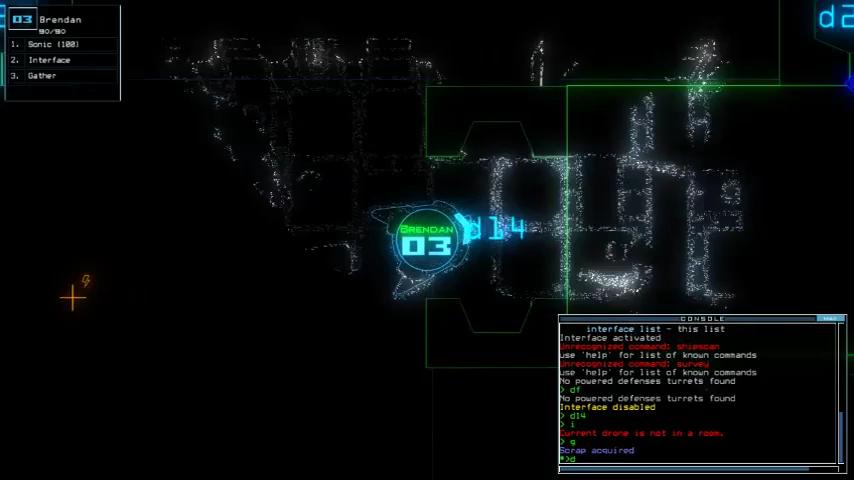 03 Brendan
90/90
1. Sonic (100)
2. Interface
3. Gather
d2
BRENDAN
03
d14
CONSOLE
interface list - this list
Interface activated
Unrecognized command: shipscan
use 'help' for list of known commands
Unrecognized command: survey
use 'help' for list of known commands
No powered defenses turrets found
> df
No powered defenses turrets found
Interface disabled
> d14
> i
Current drone is not in a room.
> g
Scrap acquired
*>d